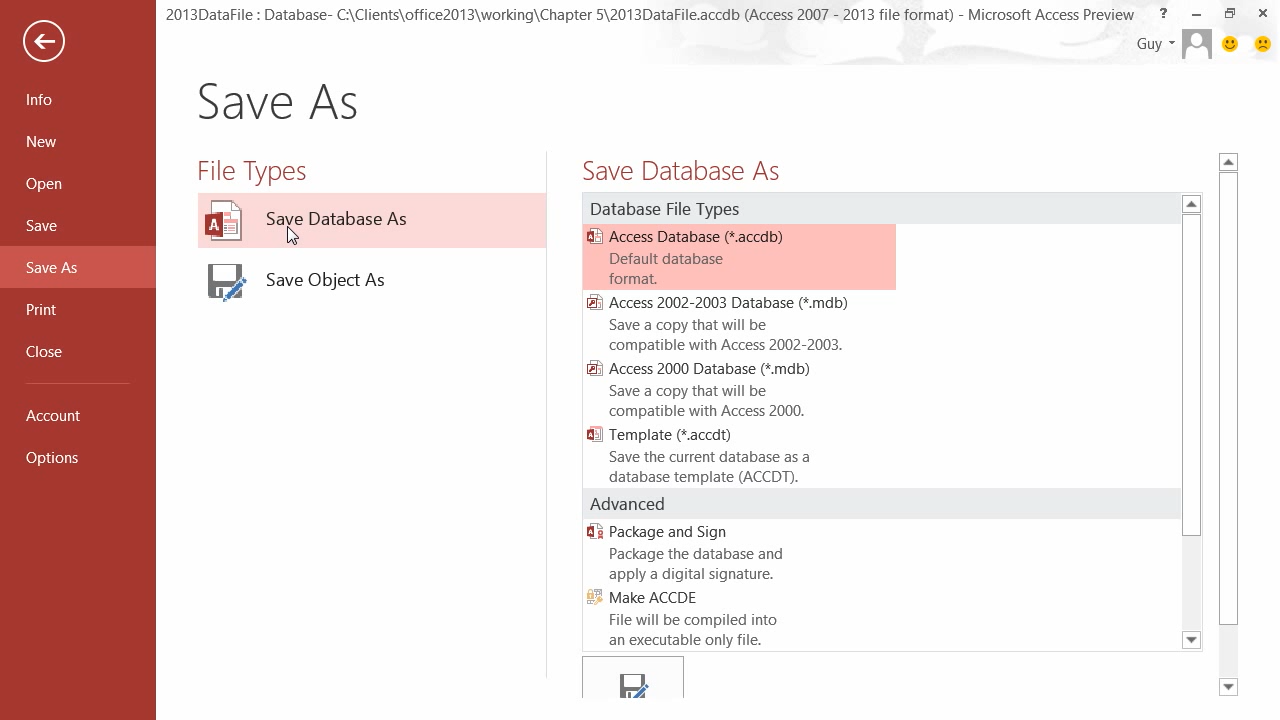 2013DataFile : Database- C:\Clients\office2013\working\Chapter 5\2013DataFile.accdb (Access 2007 - 2013 file format) - Microsoft Access Preview
?
Guy
Info
New
Open
Save
Save As
Print
Close
Account
Options
Save As
File Types
Save Database As
Save Object As
Save Database As
Database File Types
Access Database (*.accdb)
Default database
format.
Access 2002-2003 Database (*.mdb)
Save a copy that will be
compatible with Access 2002-2003.
Access 2000 Database (*.mdb)
Save a copy that will be
compatible with Access 2000.
Template (*.accdt)
Save the current database as a
database template (ACCDT).
Advanced
Package and Sign
Package the database and
apply a digital signature.
Make ACCDE
File will be compiled into
an executable only file.